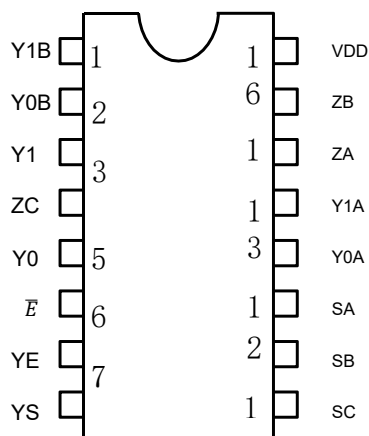 Y1B 1 1 VDD
Y0B 2 6 ZB
Y1 3 1 ZA
ZC 1 Y1A
Y0 5 3 Y0A
E̅ 6 1 SA
YE 7 2 SB
YS 1 SC